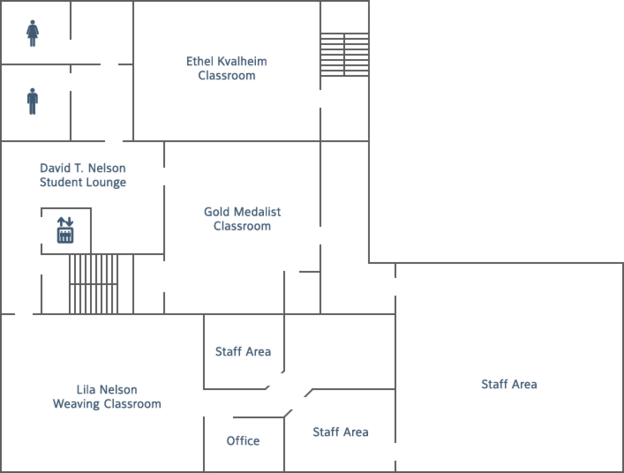 Ethel Kvalheim
Classroom
David T. Nelson
Student Lounge
Gold Medalist
Classroom
Staff Area
Lila Nelson
Weaving Classroom
Staff Area
Office
Staff Area